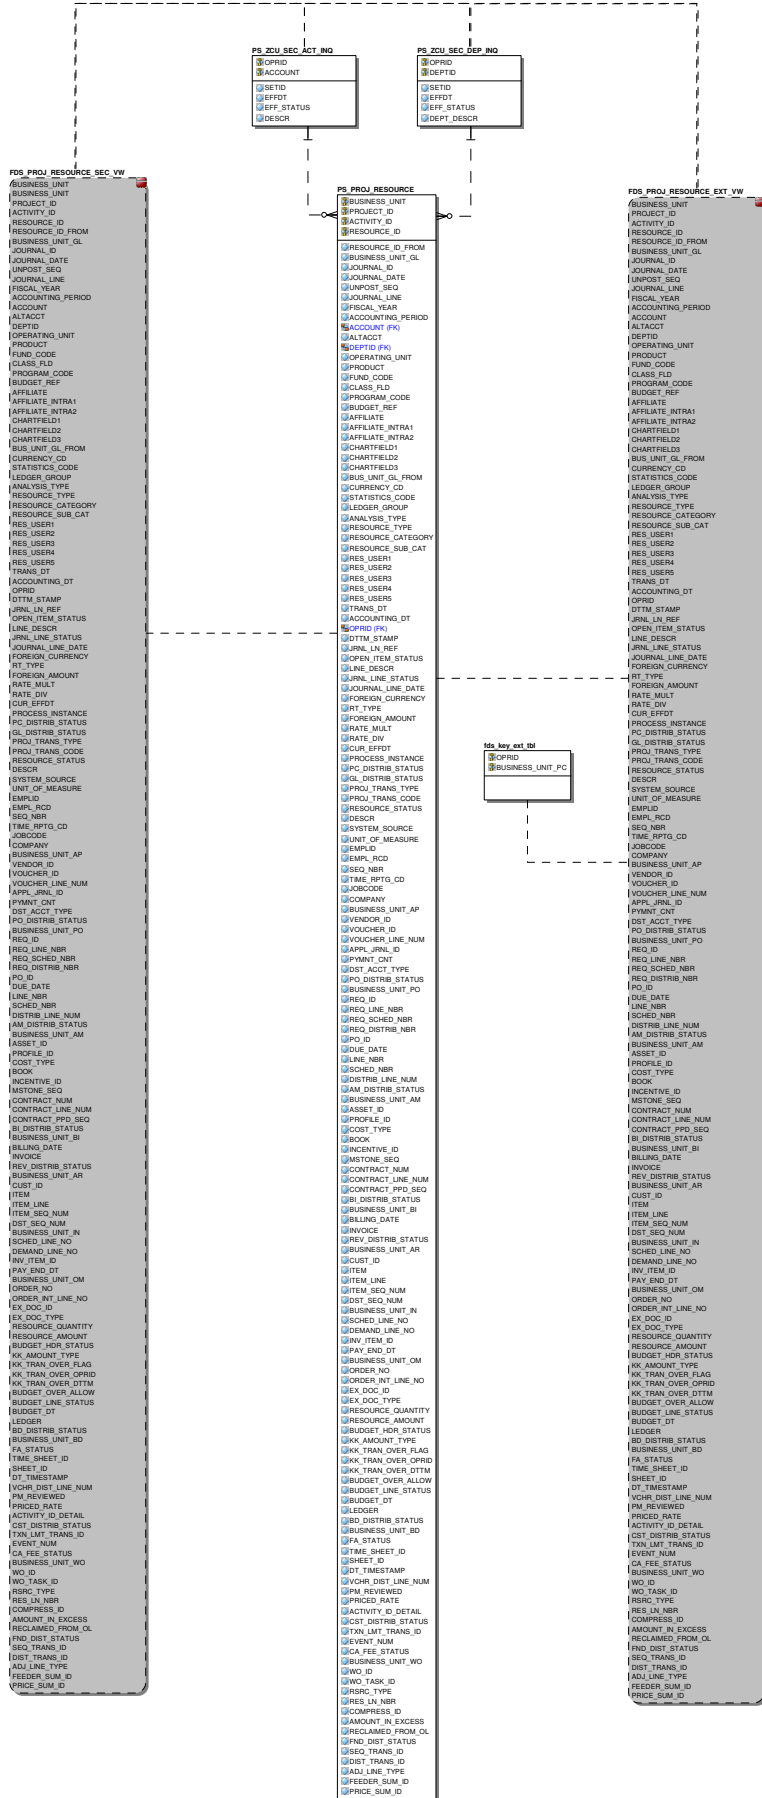 PS_ZCU_SEC_ACT_INQ
OPRID
ACCOUNT
SETID
EFFDT
EFF_STATUS
DESCR
PS_ZCU_SEC_DEP_INQ
OPRID
DEPTID
SETID
EFFDT
EFF_STATUS
DEPT_DESCR
FDS_PROJ_RESOURCE_SEC_VW
BUSINESS_UNIT
BUSINESS_UNIT
PROJECT_ID
ACTIVITY_ID
RESOURCE_ID
RESOURCE_ID_FROM
BUSINESS_UNIT_GL
JOURNAL_ID
JOURNAL_DATE
UNPOST_SEQ
JOURNAL_LINE
FISCAL_YEAR
ACCOUNTING_PERIOD
ACCOUNT
ALTACCT
DEPTID
OPERATING_UNIT
PRODUCT
FUND_CODE
CLASS_FLD
PROGRAM_CODE
BUDGET_REF
AFFILIATE
AFFILIATE_INTRA1
AFFILIATE_INTRA2
CHARTFIELD1
CHARTFIELD2
CHARTFIELD3
BUS_UNIT_GL_FROM
CURRENCY_CD
STATISTICS_CODE
LEDGER_GROUP
ANALYSIS_TYPE
RESOURCE_TYPE
RESOURCE_CATEGORY
RESOURCE_SUB_CAT
RES_USER1
RES_USER2
RES_USER3
RES_USER4
RES_USER5
TRANS_DT
ACCOUNTING_DT
OPRID
DTTM_STAMP
JRNL_LN_REF
OPEN_ITEM_STATUS
LINE_DESCR
JRNL_LINE_STATUS
JOURNAL_LINE_DATE
FOREIGN_CURRENCY
RT_TYPE
FOREIGN_AMOUNT
RATE_MULT
RATE_DIV
CUR_EFFDT
PROCESS_INSTANCE
PC_DISTRIB_STATUS
GL_DISTRIB_STATUS
PROJ_TRANS_TYPE
PROJ_TRANS_CODE
RESOURCE_STATUS
DESCR
SYSTEM_SOURCE
UNIT_OF_MEASURE
EMPLID
EMPL_RCD
SEQ_NBR
TIME_RPTG_CD
JOBCODE
COMPANY
BUSINESS_UNIT_AP
VENDOR_ID
VOUCHER_ID
VOUCHER_LINE_NUM
APPL_JRNL_ID
PYMNT_CNT
DST_ACCT_TYPE
PO_DISTRIB_STATUS
BUSINESS_UNIT_PO
REQ_ID
REQ_LINE_NBR
REQ_SCHED_NBR
REQ_DISTRIB_NBR
PO_ID
DUE_DATE
LINE_NBR
SCHED_NBR
DISTRIB_LINE_NUM
AM_DISTRIB_STATUS
BUSINESS_UNIT_AM
ASSET_ID
PROFILE_ID
COST_TYPE
BOOK
INCENTIVE_ID
MSTONE_SEQ
CONTRACT_NUM
CONTRACT_LINE_NUM
CONTRACT_PPD_SEQ
BI_DISTRIB_STATUS
BUSINESS_UNIT_BI
BILLING_DATE
INVOICE
REV_DISTRIB_STATUS
BUSINESS_UNIT_AR
CUST_ID
ITEM
ITEM_LINE
ITEM_SEQ_NUM
DST_SEQ_NUM
BUSINESS_UNIT_IN
SCHED_LINE_NO
DEMAND_LINE_NO
INV_ITEM_ID
PAY_END_DT
BUSINESS_UNIT_OM
ORDER_NO
ORDER_INT_LINE_NO
EX_DOC_ID
EX_DOC_TYPE
RESOURCE_QUANTITY
RESOURCE_AMOUNT
BUDGET_HDR_STATUS
KK_AMOUNT_TYPE
KK_TRAN_OVER_FLAG
KK_TRAN_OVER_OPRID
KK_TRAN_OVER_DTTM
BUDGET_OVER_ALLOW
BUDGET_LINE_STATUS
BUDGET_DT
LEDGER
BD_DISTRIB_STATUS
BUSINESS_UNIT_BD
FA_STATUS
TIME_SHEET_ID
SHEET_ID
DT_TIMESTAMP
VCHR_DIST_LINE_NUM
PM_REVIEWED
PRICED_RATE
ACTIVITY_ID_DETAIL
CST_DISTRIB_STATUS
TXN_LMT_TRANS_ID
EVENT_NUM
CA_FEE_STATUS
BUSINESS_UNIT_WO
WO_ID
WO_TASK_ID
RSRC_TYPE
RES_LN_NBR
COMPRESS_ID
AMOUNT_IN_EXCESS
RECLAIMED_FROM_OL
FND_DIST_STATUS
SEQ_TRANS_ID
DIST_TRANS_ID
ADJ_LINE_TYPE
FEEDER_SUM_ID
PRICE_SUM_ID
PS_PROJ_RESOURCE
BUSINESS_UNIT
PROJECT_ID
ACTIVITY_ID
RESOURCE_ID
RESOURCE_ID_FROM
BUSINESS_UNIT_GL
JOURNAL_ID
JOURNAL_DATE
UNPOST_SEQ
JOURNAL_LINE
FISCAL_YEAR
ACCOUNTING_PERIOD
ACCOUNT (FK)
ALTACCT
DEPTID (FK)
OPERATING_UNIT
PRODUCT
FUND_CODE
CLASS_FLD
PROGRAM_CODE
BUDGET_REF
AFFILIATE
AFFILIATE_INTRA1
AFFILIATE_INTRA2
CHARTFIELD1
CHARTFIELD2
CHARTFIELD3
BUS_UNIT_GL_FROM
CURRENCY_CD
STATISTICS_CODE
LEDGER_GROUP
ANALYSIS_TYPE
RESOURCE_TYPE
RESOURCE_CATEGORY
RESOURCE_SUB_CAT
RES_USER1
RES_USER2
RES_USER3
RES_USER4
RES_USER5
TRANS_DT
ACCOUNTING_DT
OPRID (FK)
DTTM_STAMP
JRNL_LN_REF
OPEN_ITEM_STATUS
LINE_DESCR
JRNL_LINE_STATUS
JOURNAL_LINE_DATE
FOREIGN_CURRENCY
RT_TYPE
FOREIGN_AMOUNT
RATE_MULT
RATE_DIV
CUR_EFFDT
PROCESS_INSTANCE
PC_DISTRIB_STATUS
GL_DISTRIB_STATUS
PROJ_TRANS_TYPE
PROJ_TRANS_CODE
RESOURCE_STATUS
DESCR
SYSTEM_SOURCE
UNIT_OF_MEASURE
EMPLID
EMPL_RCD
SEQ_NBR
TIME_RPTG_CD
JOBCODE
COMPANY
BUSINESS_UNIT_AP
VENDOR_ID
VOUCHER_ID
VOUCHER_LINE_NUM
APPL_JRNL_ID
PYMNT_CNT
DST_ACCT_TYPE
PO_DISTRIB_STATUS
BUSINESS_UNIT_PO
REQ_ID
REQ_LINE_NBR
REQ_SCHED_NBR
REQ_DISTRIB_NBR
PO_ID
DUE_DATE
LINE_NBR
SCHED_NBR
DISTRIB_LINE_NUM
AM_DISTRIB_STATUS
BUSINESS_UNIT_AM
ASSET_ID
PROFILE_ID
COST_TYPE
BOOK
INCENTIVE_ID
MSTONE_SEQ
CONTRACT_NUM
CONTRACT_LINE_NUM
CONTRACT_PPD_SEQ
BI_DISTRIB_STATUS
BUSINESS_UNIT_BI
BILLING_DATE
INVOICE
REV_DISTRIB_STATUS
BUSINESS_UNIT_AR
CUST_ID
ITEM
ITEM_LINE
ITEM_SEQ_NUM
DST_SEQ_NUM
BUSINESS_UNIT_IN
SCHED_LINE_NO
DEMAND_LINE_NO
INV_ITEM_ID
PAY_END_DT
BUSINESS_UNIT_OM
ORDER_NO
ORDER_INT_LINE_NO
EX_DOC_ID
EX_DOC_TYPE
RESOURCE_QUANTITY
RESOURCE_AMOUNT
BUDGET_HDR_STATUS
KK_AMOUNT_TYPE
KK_TRAN_OVER_FLAG
KK_TRAN_OVER_OPRID
KK_TRAN_OVER_DTTM
BUDGET_OVER_ALLOW
BUDGET_LINE_STATUS
BUDGET_DT
LEDGER
BD_DISTRIB_STATUS
BUSINESS_UNIT_BD
FA_STATUS
TIME_SHEET_ID
SHEET_ID
DT_TIMESTAMP
VCHR_DIST_LINE_NUM
PM_REVIEWED
PRICED_RATE
ACTIVITY_ID_DETAIL
CST_DISTRIB_STATUS
TXN_LMT_TRANS_ID
EVENT_NUM
CA_FEE_STATUS
BUSINESS_UNIT_WO
WO_ID
WO_TASK_ID
RSRC_TYPE
RES_LN_NBR
COMPRESS_ID
AMOUNT_IN_EXCESS
RECLAIMED_FROM_OL
FND_DIST_STATUS
SEQ_TRANS_ID
DIST_TRANS_ID
ADJ_LINE_TYPE
FEEDER_SUM_ID
PRICE_SUM_ID
fds_key_ext_tbl
OPRID
BUSINESS_UNIT_PC
FDS_PROJ_RESOURCE_EXT_VW
BUSINESS_UNIT
PROJECT_ID
ACTIVITY_ID
RESOURCE_ID
RESOURCE_ID_FROM
BUSINESS_UNIT_GL
JOURNAL_ID
JOURNAL_DATE
UNPOST_SEQ
JOURNAL_LINE
FISCAL_YEAR
ACCOUNTING_PERIOD
ACCOUNT
ALTACCT
DEPTID
OPERATING_UNIT
PRODUCT
FUND_CODE
CLASS_FLD
PROGRAM_CODE
BUDGET_REF
AFFILIATE
AFFILIATE_INTRA1
AFFILIATE_INTRA2
CHARTFIELD1
CHARTFIELD2
CHARTFIELD3
BUS_UNIT_GL_FROM
CURRENCY_CD
STATISTICS_CODE
LEDGER_GROUP
ANALYSIS_TYPE
RESOURCE_TYPE
RESOURCE_CATEGORY
RESOURCE_SUB_CAT
RES_USER1
RES_USER2
RES_USER3
RES_USER4
RES_USER5
TRANS_DT
ACCOUNTING_DT
OPRID
DTTM_STAMP
JRNL_LN_REF
OPEN_ITEM_STATUS
LINE_DESCR
JRNL_LINE_STATUS
JOURNAL_LINE_DATE
FOREIGN_CURRENCY
RT_TYPE
FOREIGN_AMOUNT
RATE_MULT
RATE_DIV
CUR_EFFDT
PROCESS_INSTANCE
PC_DISTRIB_STATUS
GL_DISTRIB_STATUS
PROJ_TRANS_TYPE
PROJ_TRANS_CODE
RESOURCE_STATUS
DESCR
SYSTEM_SOURCE
UNIT_OF_MEASURE
EMPLID
EMPL_RCD
SEQ_NBR
TIME_RPTG_CD
JOBCODE
COMPANY
BUSINESS_UNIT_AP
VENDOR_ID
VOUCHER_ID
VOUCHER_LINE_NUM
APPL_JRNL_ID
PYMNT_CNT
DST_ACCT_TYPE
PO_DISTRIB_STATUS
BUSINESS_UNIT_PO
REQ_ID
REQ_LINE_NBR
REQ_SCHED_NBR
REQ_DISTRIB_NBR
PO_ID
DUE_DATE
LINE_NBR
SCHED_NBR
DISTRIB_LINE_NUM
AM_DISTRIB_STATUS
BUSINESS_UNIT_AM
ASSET_ID
PROFILE_ID
COST_TYPE
BOOK
INCENTIVE_ID
MSTONE_SEQ
CONTRACT_NUM
CONTRACT_LINE_NUM
CONTRACT_PPD_SEQ
BI_DISTRIB_STATUS
BUSINESS_UNIT_BI
BILLING_DATE
INVOICE
REV_DISTRIB_STATUS
BUSINESS_UNIT_AR
CUST_ID
ITEM
ITEM_LINE
ITEM_SEQ_NUM
DST_SEQ_NUM
BUSINESS_UNIT_IN
SCHED_LINE_NO
DEMAND_LINE_NO
INV_ITEM_ID
PAY_END_DT
BUSINESS_UNIT_OM
ORDER_NO
ORDER_INT_LINE_NO
EX_DOC_ID
EX_DOC_TYPE
RESOURCE_QUANTITY
RESOURCE_AMOUNT
BUDGET_HDR_STATUS
KK_AMOUNT_TYPE
KK_TRAN_OVER_FLAG
KK_TRAN_OVER_OPRID
KK_TRAN_OVER_DTTM
BUDGET_OVER_ALLOW
BUDGET_LINE_STATUS
BUDGET_DT
LEDGER
BD_DISTRIB_STATUS
BUSINESS_UNIT_BD
FA_STATUS
TIME_SHEET_ID
SHEET_ID
DT_TIMESTAMP
VCHR_DIST_LINE_NUM
PM_REVIEWED
PRICED_RATE
ACTIVITY_ID_DETAIL
CST_DISTRIB_STATUS
TXN_LMT_TRANS_ID
EVENT_NUM
CA_FEE_STATUS
BUSINESS_UNIT_WO
WO_ID
WO_TASK_ID
RSRC_TYPE
RES_LN_NBR
COMPRESS_ID
AMOUNT_IN_EXCESS
RECLAIMED_FROM_OL
FND_DIST_STATUS
SEQ_TRANS_ID
DIST_TRANS_ID
ADJ_LINE_TYPE
FEEDER_SUM_ID
PRICE_SUM_ID